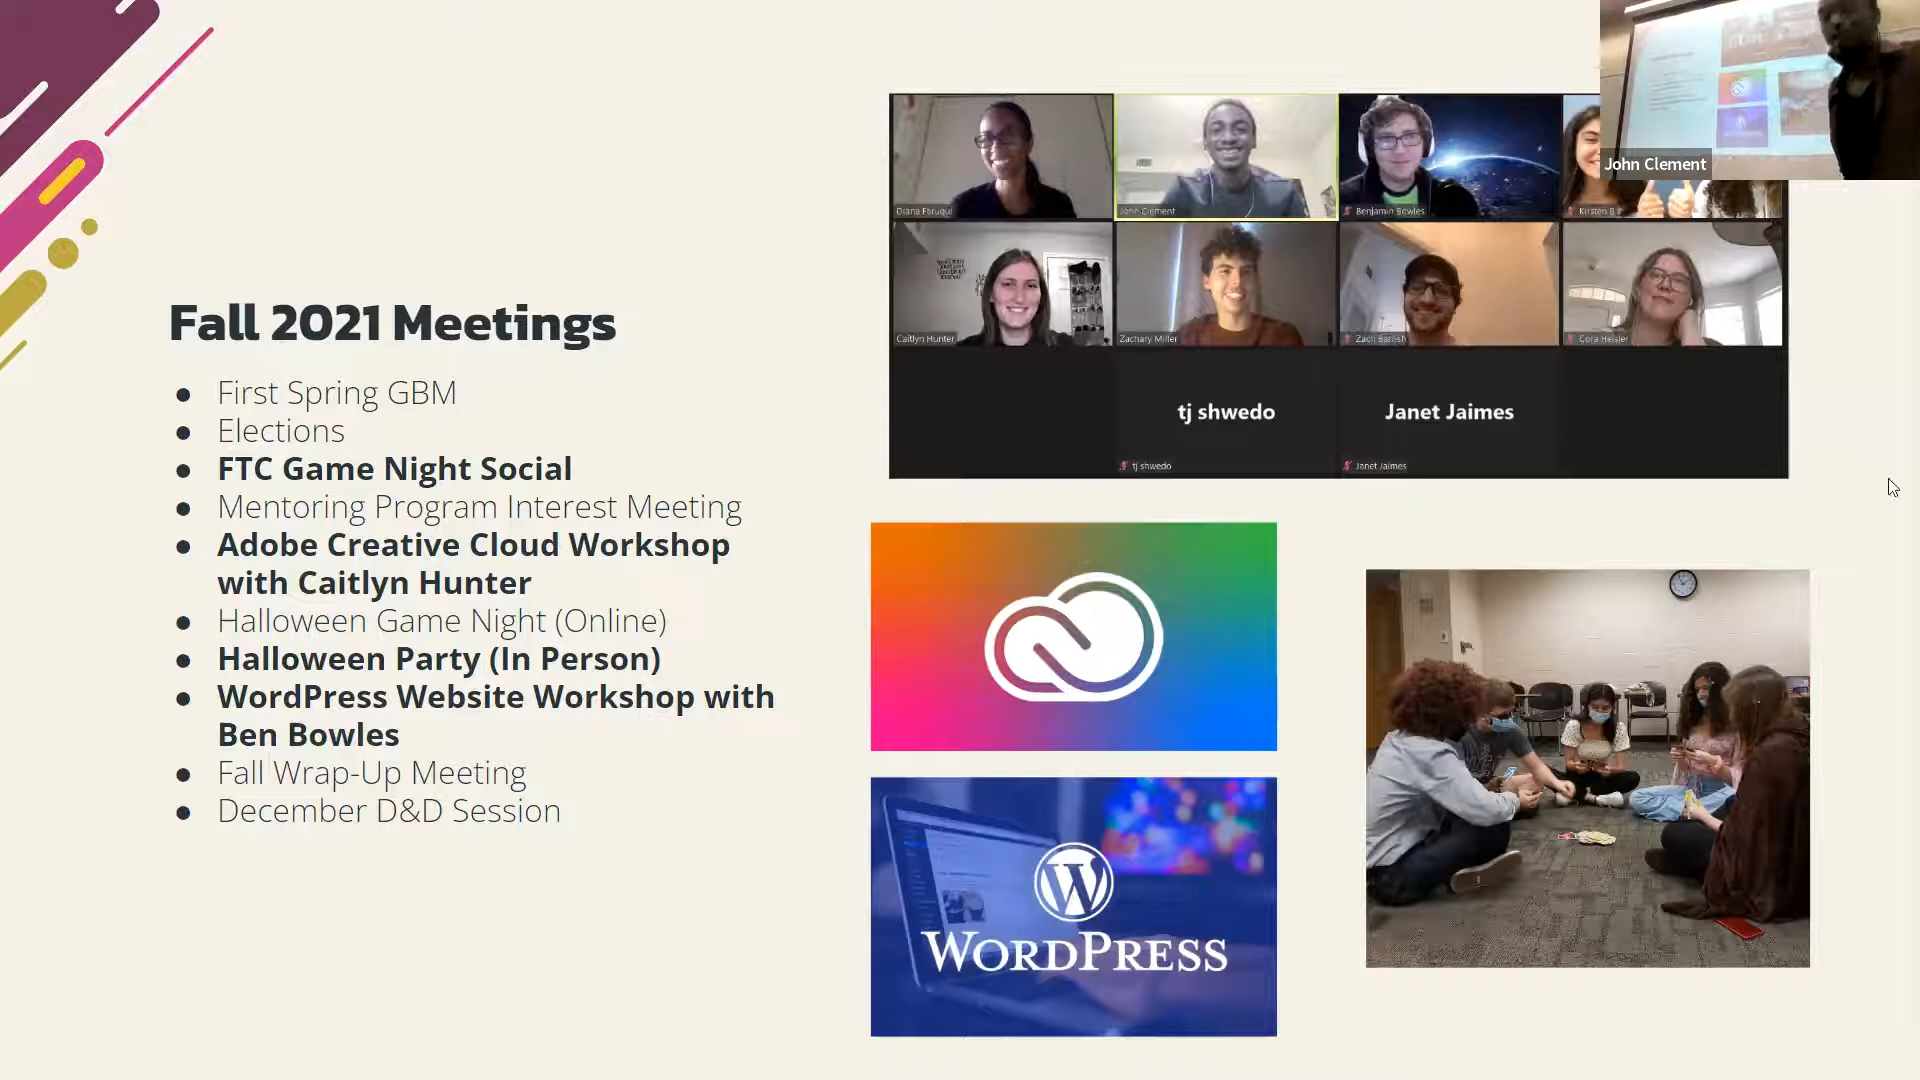 Fall 2021 Meetings
First Spring GBM
Elections
FTC Game Night Social
Mentoring Program Interest Meeting
Adobe Creative Cloud Workshop
with Caitlyn Hunter
Halloween Game Night (Online)
Halloween Party (In Person)
WordPress Website Workshop with
Ben Bowles
Fall Wrap-Up Meeting
December D&D Session
John Clement
Diana Faruqui
John Clement
Benjamin Bowles
Kirsten B
Caitlyn Hunter
Zachary Miller
Zach Barrish
Cora Heisler
tj shwedo
Janet Jaimes
tj shwedo
Janet Jaimes
W
WORDPRESS